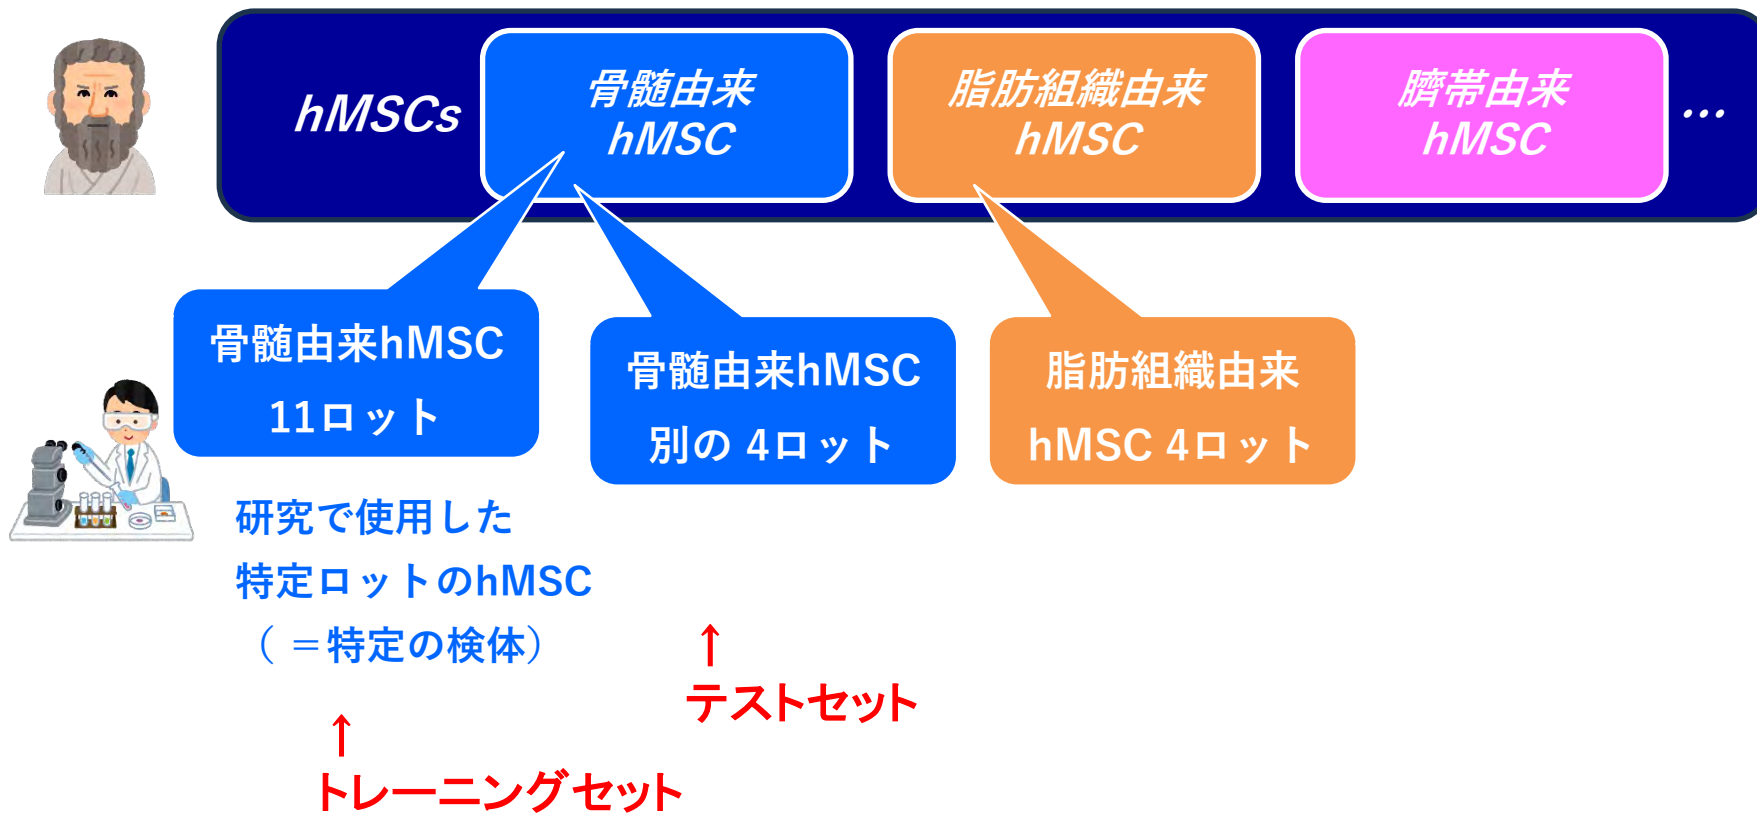 hMSCs
骨髄由来
hMSC
脂肪組織由来
hMSC
臍帯由来
hMSC
…
骨髄由来hMSC
11ロット
骨髄由来hMSC
別の 4ロット
脂肪組織由来
hMSC 4ロット
研究で使用した
特定ロットのhMSC
（ ＝特定の検体）
↑
テストセット
↑
トレーニングセット